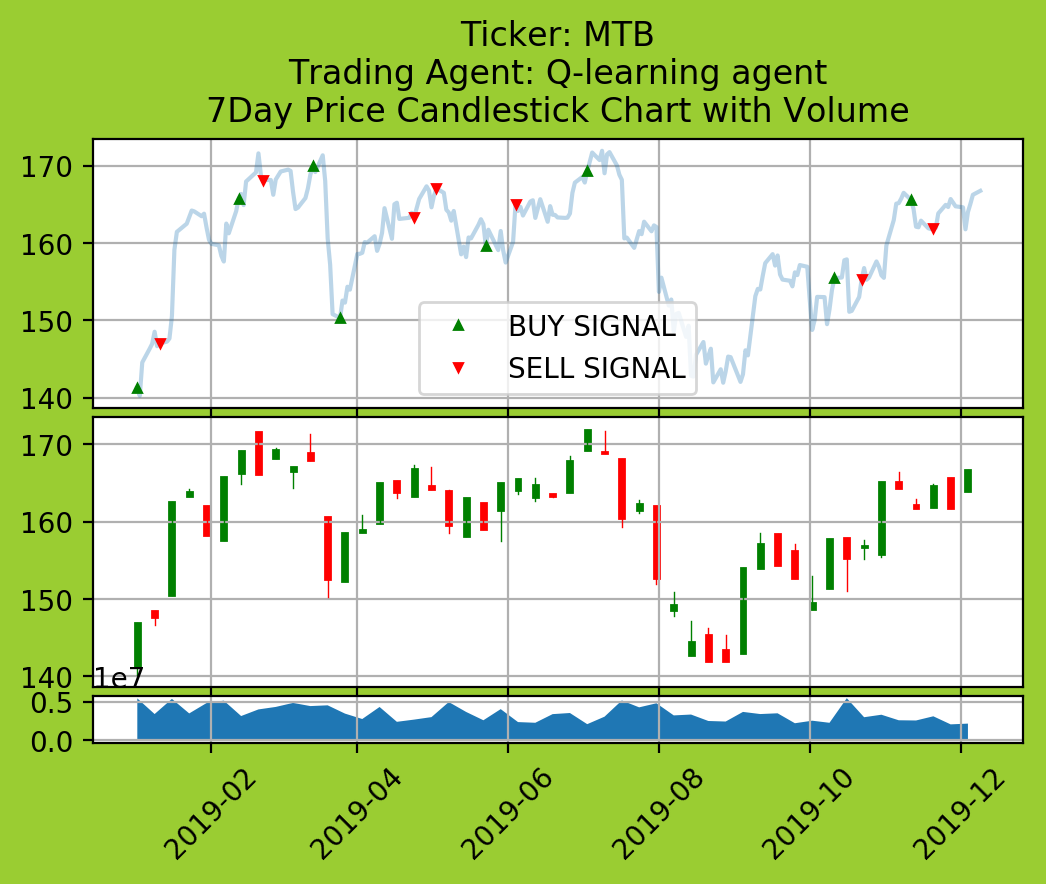 Ticker: MTB
Trading Agent: Q-learning agent
7Day Price Candlestick Chart with Volume
170
160
150
140
BUY SIGNAL
SELL SIGNAL
170
160
150
140
1e7
0.5
0.0
2019-02
2019-04
2019-06
2019-08
2019-10
2019-12